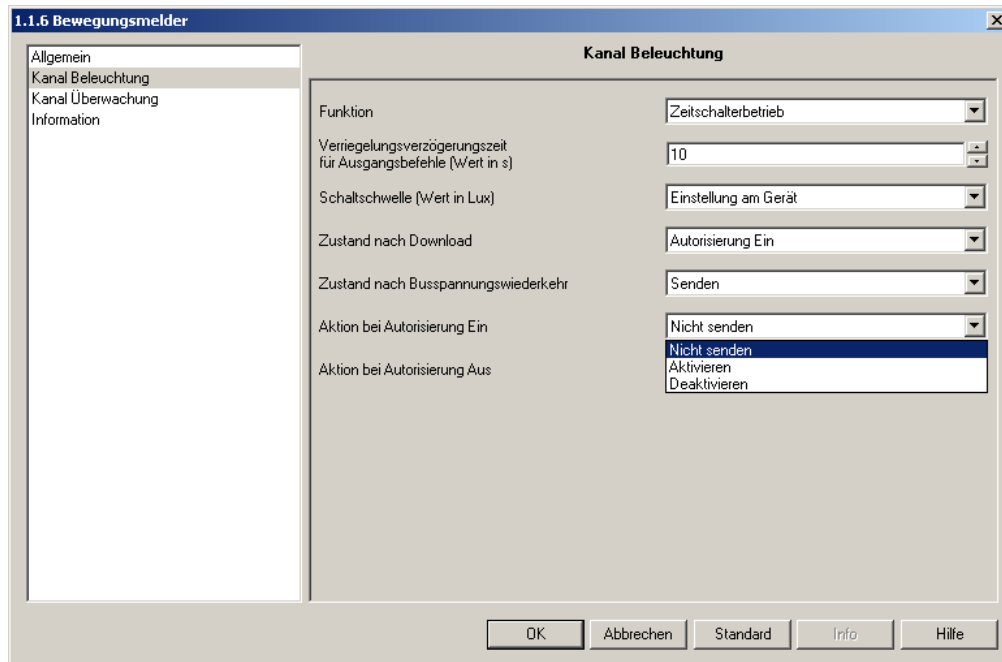 1.1.6 Bewegungsmelder
Allgemein
Kanal Beleuchtung
Kanal Überwachung
Information
Kanal Beleuchtung
Funktion
Zeitschalterbetrieb
Verriegelungsverzögerungszeit
für Ausgangsbefehle (Wert in s)
10
Schaltschwelle (Wert in Lux)
Einstellung am Gerät
Zustand nach Download
Autorisierung Ein
Zustand nach Busspannungswiederkehr
Senden
Aktion bei Autorisierung Ein
Nicht senden
Nicht senden
Aktivieren
Deaktivieren
Aktion bei Autorisierung Aus
OK
Abbrechen
Standard
Info
Hilfe